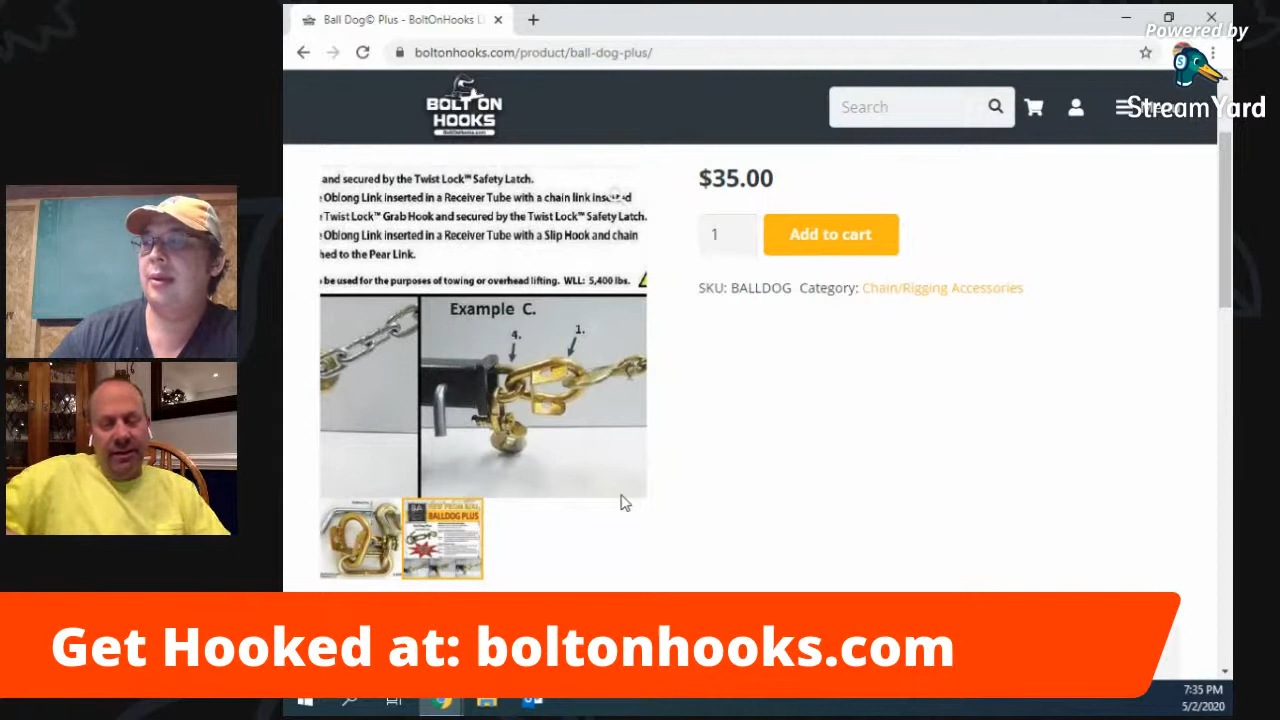 Ball Dog© Plus - BoltOnHooks
boltonhooks.com/product/ball-dog-plus/
Powered by
StreamYard
BOLT ON
HOOKS
BoltOnHooks.com
Search
and secured by the Twist Lock™ Safety Latch.
Oblong Link inserted in a Receiver Tube with a chain link inserted
Twist Lock™ Grab Hook and secured by the Twist Lock™ Safety Latch.
Oblong Link inserted in a Receiver Tube with a Slip Hook and chain
hed to the Pear Link.
be used for the purposes of towing or overhead lifting. WLL: 5,400 lbs.
Example C.
4.
1.
$35.00
1
Add to cart
SKU: BALLDOG Category: Chain/Rigging Accessories
BALLDOG PLUS
Get Hooked at: boltonhooks.com
7:35 PM
5/2/2020